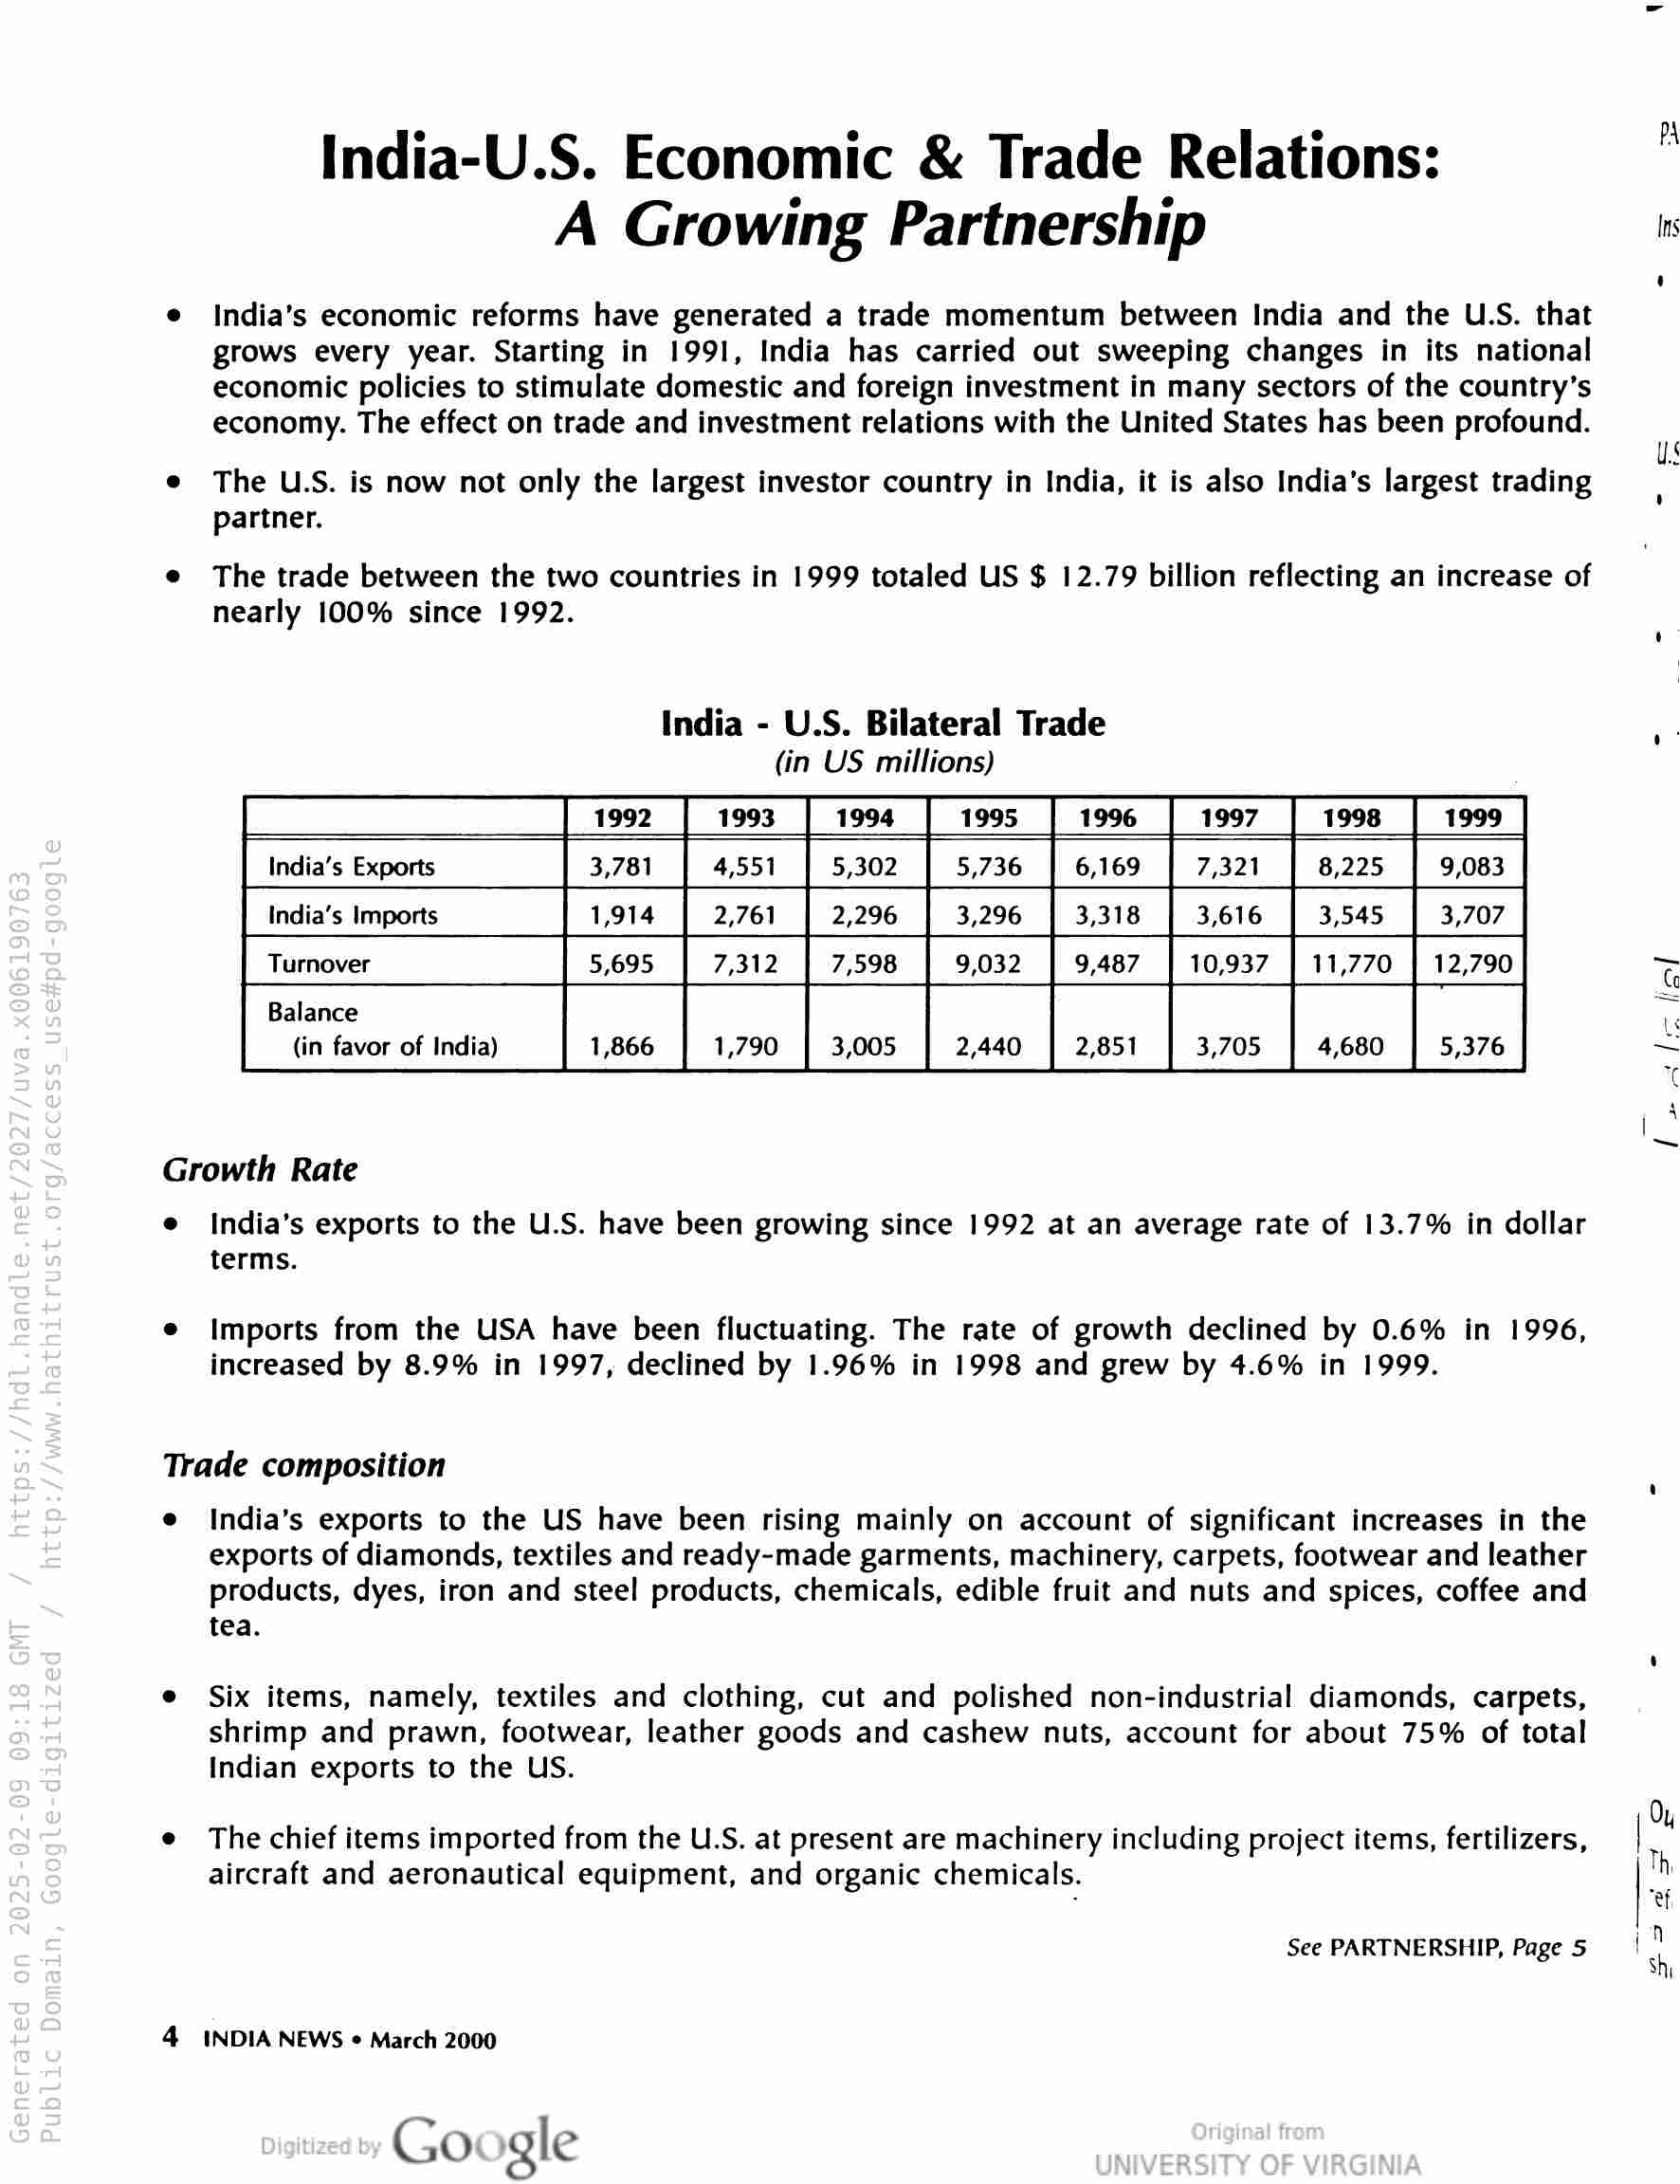 India-U.S. Economic & Trade Relations:
A Growing Partnership
• India's economic reforms have generated a trade momentum between India and the U.S. that
grows every year. Starting in 1991, India has carried out sweeping changes in its national
economic policies to stimulate domestic and foreign investment in many sectors of the country's
economy. The effect on trade and investment relations with the United States has been profound.
• The U.S. is now not only the largest investor country in India, it is also India's largest trading
partner.
• The trade between the two countries in 1999 totaled US $ 12.79 billion reflecting an increase of
nearly 100% since 1992.
India - U.S. Bilateral Trade
(in US millions)
1992 1993 1994 1995 1996 1997 1998 1999
India's Exports 3,781 4,551 5,302 5,736 6,169 7,321 8,225 9,083
India's Imports 1,914 2,761 2,296 3,296 3,318 3,616 3,545 3,707
Turnover 5,695 7,312 7,598 9,032 9,487 10,937 11,770 12,790
Balance
(in favor of India) 1,866 1,790 3,005 2,440 2,851 3,705 4,680 5,376
Growth Rate
• India's exports to the U.S. have been growing since 1992 at an average rate of 13.7% in dollar
terms.
• Imports from the USA have been fluctuating. The rate of growth declined by 0.6% in 1996,
increased by 8.9% in 1997, declined by 1.96% in 1998 and grew by 4.6% in 1999.
Trade composition
• India's exports to the US have been rising mainly on account of significant increases in the
exports of diamonds, textiles and ready-made garments, machinery, carpets, footwear and leather
products, dyes, iron and steel products, chemicals, edible fruit and nuts and spices, coffee and
tea.
• Six items, namely, textiles and clothing, cut and polished non-industrial diamonds, carpets,
shrimp and prawn, footwear, leather goods and cashew nuts, account for about 75% of total
Indian exports to the US.
• The chief items imported from the U.S. at present are machinery including project items, fertilizers,
aircraft and aeronautical equipment, and organic chemicals.
See PARTNERSHIP, Page 5
4 INDIA NEWS • March 2000
Digitized by Google
Original from
UNIVERSITY OF VIRGINIA
Generated on 2025-02-09 09:18 GMT / https://hdl.handle.net/2027/uva.x006190763
Public Domain, Google-digitized / http://www.hathitrust.org/access_use#pd-google